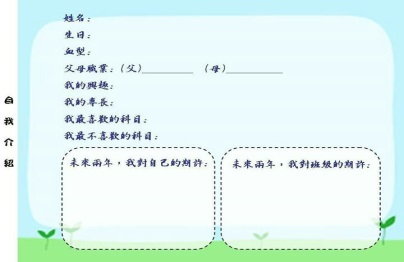 自我介紹
姓名：
生日：
血型：
父母職業：（父）________ （母）________
我的興趣：
我的專長：
我最喜歡的科目：
我最不喜歡的科目：
未來兩年，我對自己的期許：
未來兩年，我對班級的期許：